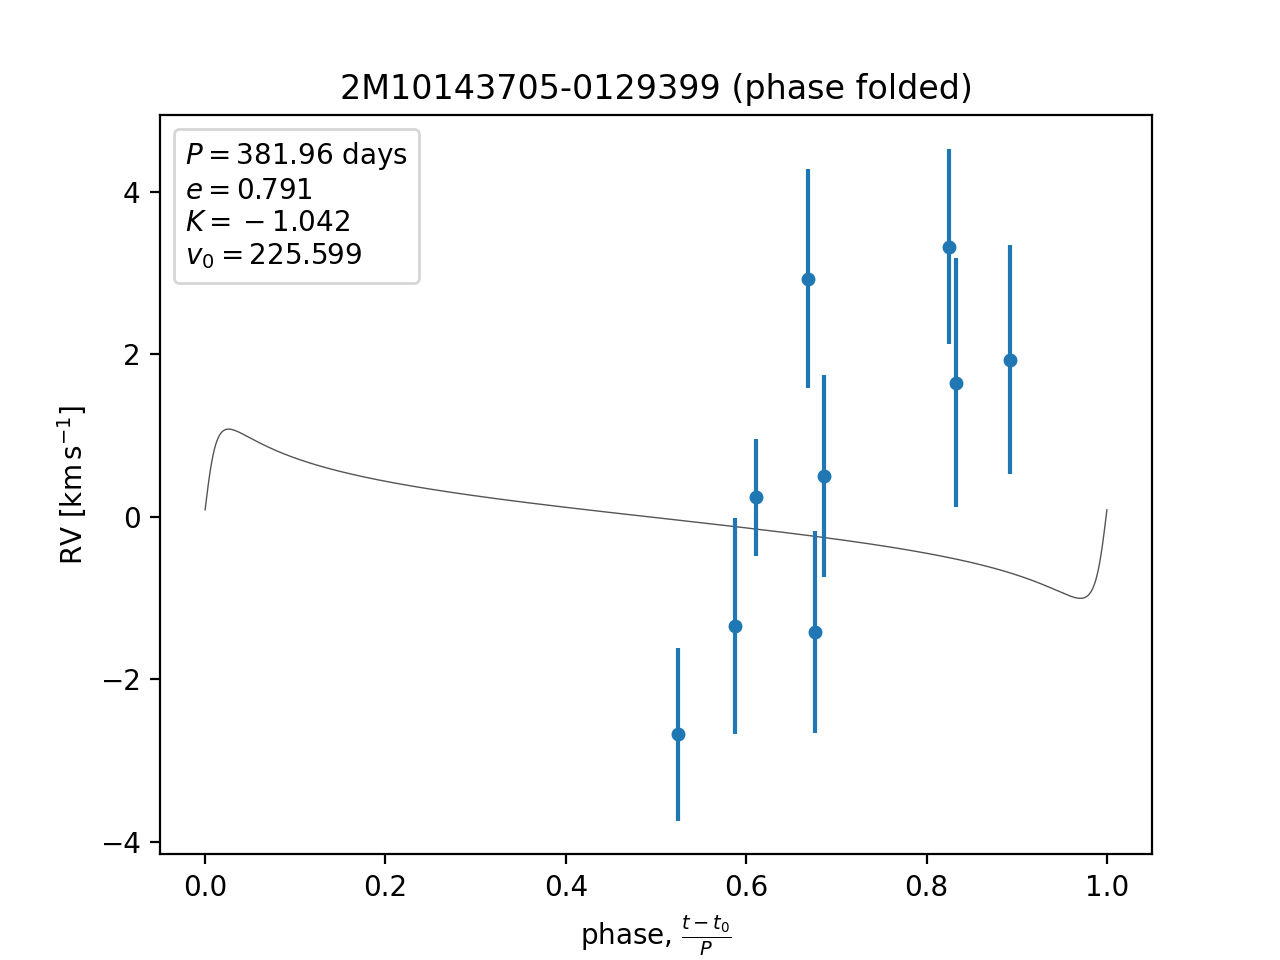 2M10143705-0129399 (phase folded)
P = 381.96 days
e = 0.791
K = −1.042
v₀ = 225.599
4
2
0
−2
−4
RV [km s⁻¹]
0.0 0.2 0.4 0.6 0.8 1.0
phase, (t − t₀)/P